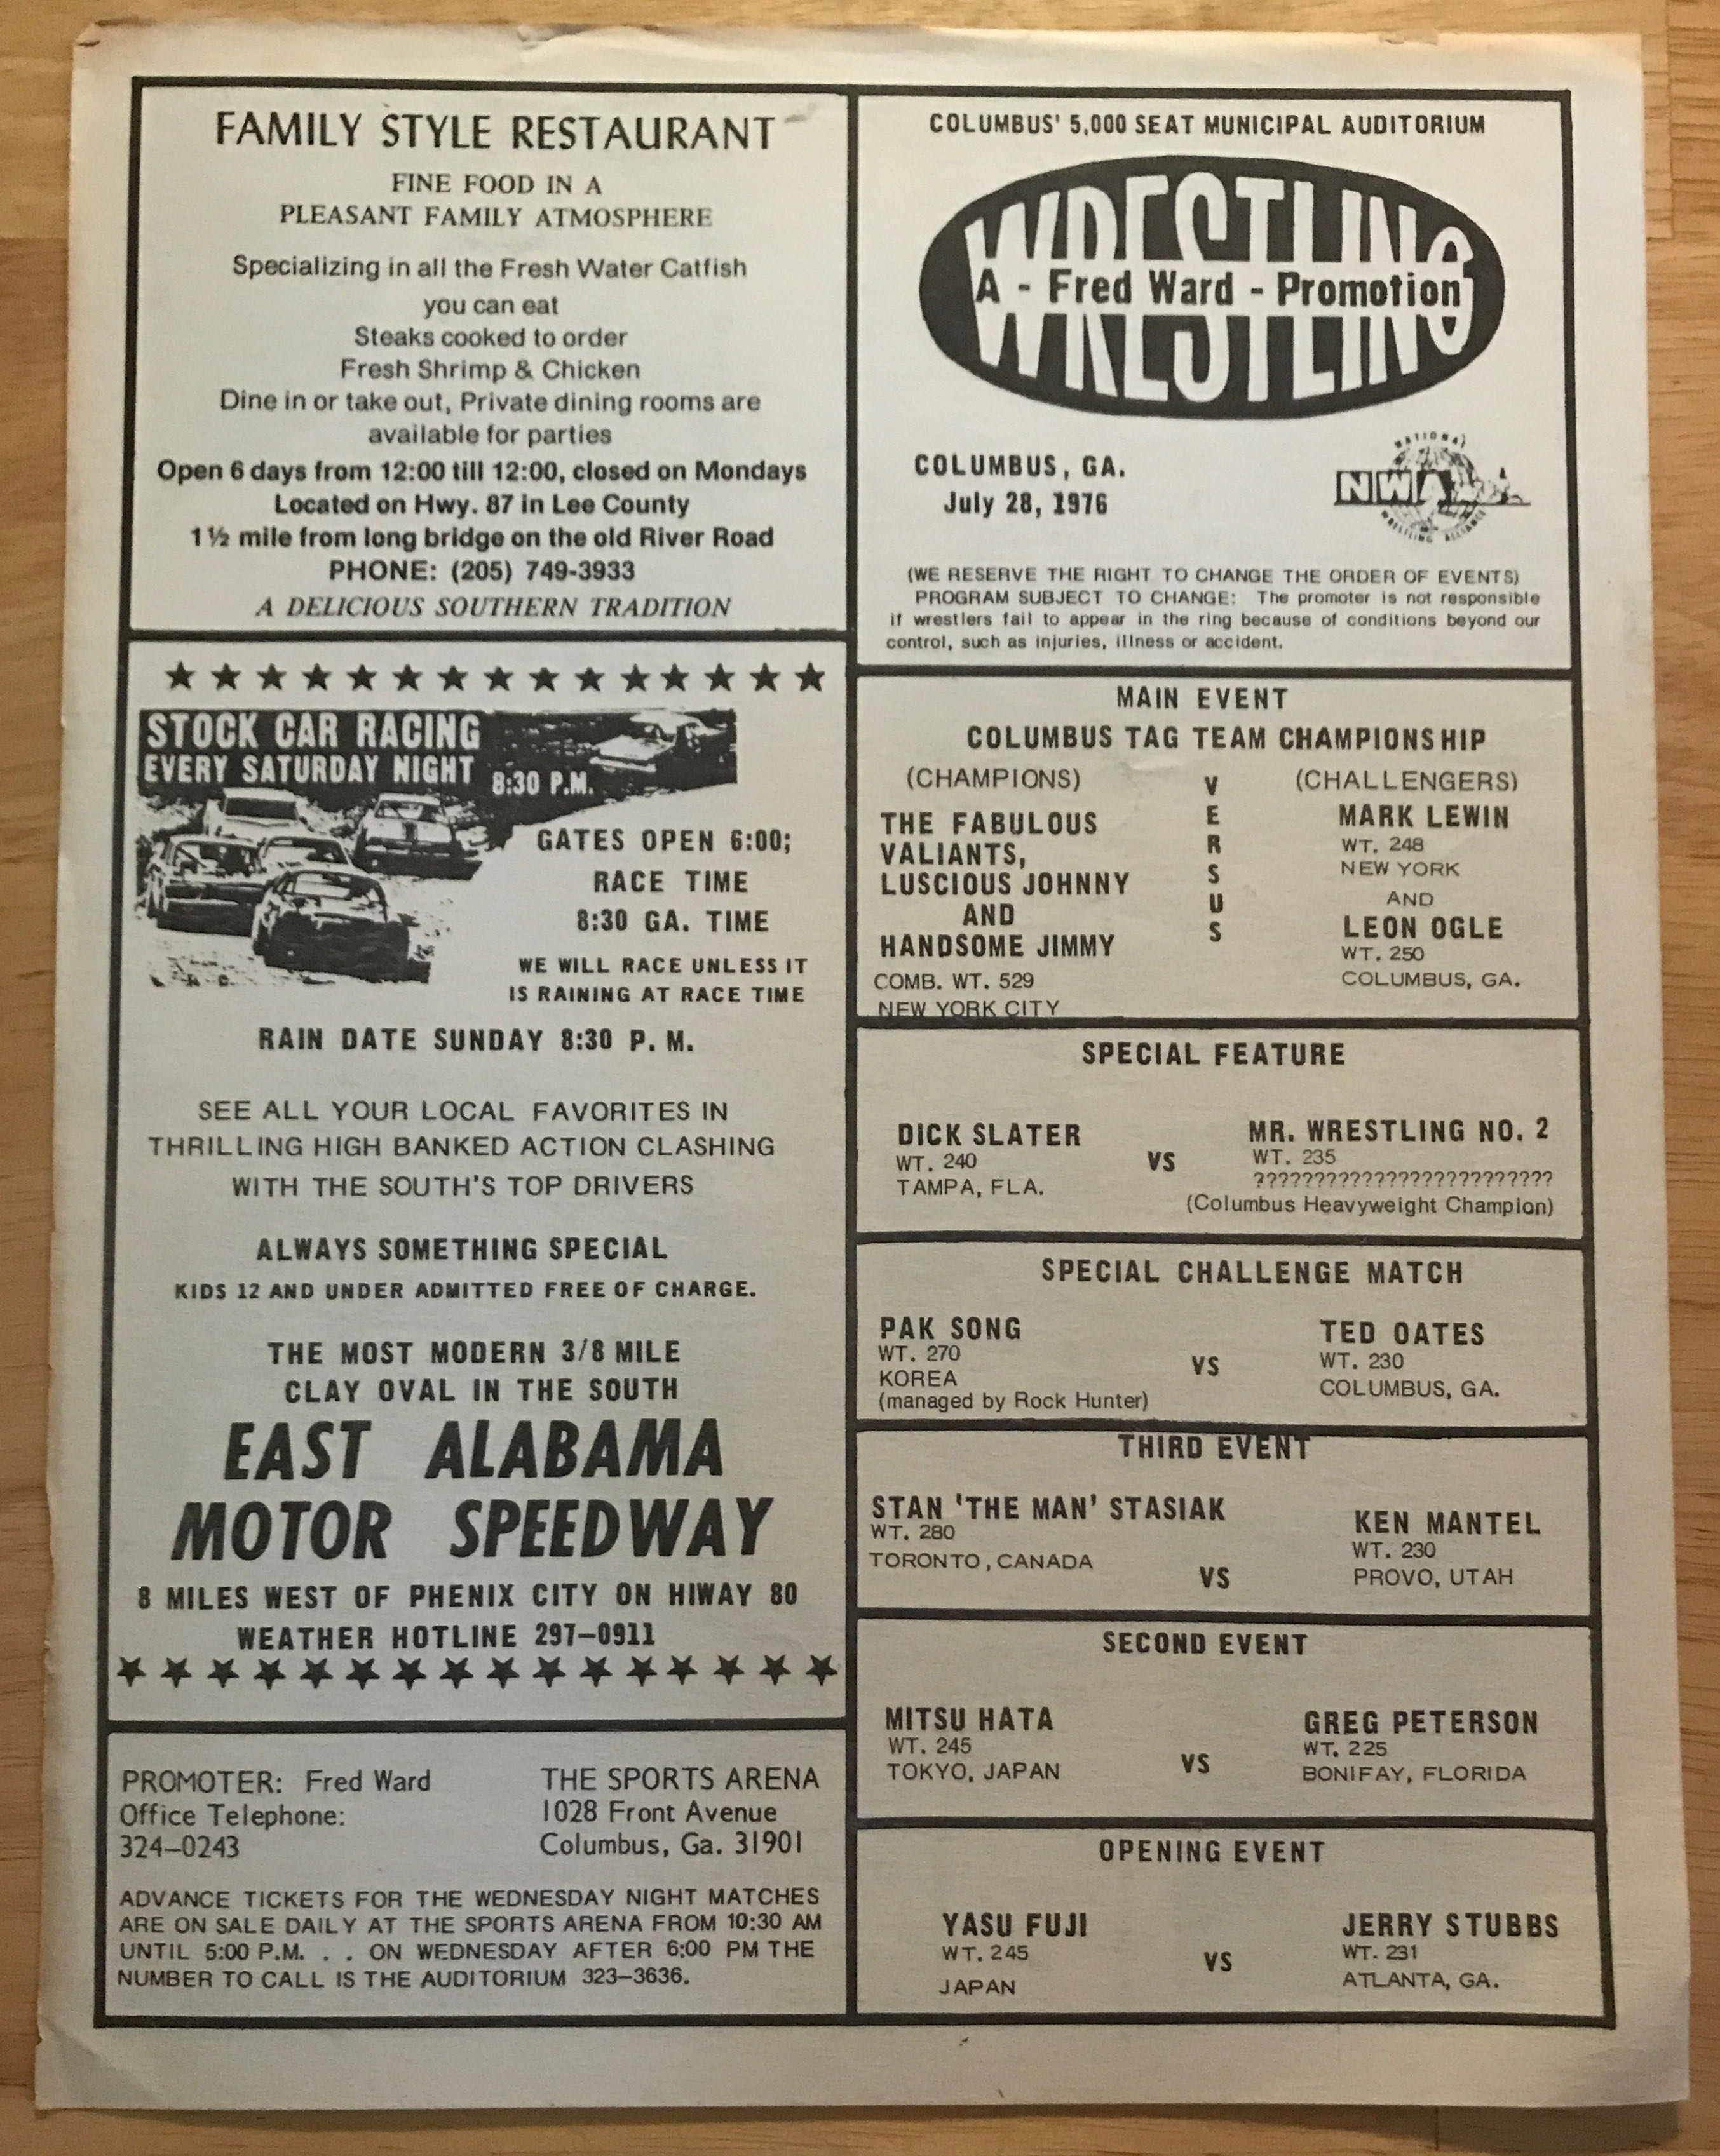 FAMILY STYLE RESTAURANT
FINE FOOD IN A
PLEASANT FAMILY ATMOSPHERE
Specializing in all the Fresh Water Catfish
you can eat
Steaks cooked to order
Fresh Shrimp & Chicken
Dine in or take out, Private dining rooms are
available for parties
Open 6 days from 12:00 till 12:00, closed on Mondays
Located on Hwy. 87 in Lee County
1½ mile from long bridge on the old River Road
PHONE: (205) 749-3933
A DELICIOUS SOUTHERN TRADITION
STOCK CAR RACING
EVERY SATURDAY NIGHT 8:30 P.M.
GATES OPEN 6:00;
RACE TIME
8:30 GA. TIME
WE WILL RACE UNLESS IT
IS RAINING AT RACE TIME
RAIN DATE SUNDAY 8:30 P. M.
SEE ALL YOUR LOCAL FAVORITES IN
THRILLING HIGH BANKED ACTION CLASHING
WITH THE SOUTH'S TOP DRIVERS
ALWAYS SOMETHING SPECIAL
KIDS 12 AND UNDER ADMITTED FREE OF CHARGE.
THE MOST MODERN 3/8 MILE
CLAY OVAL IN THE SOUTH
EAST ALABAMA
MOTOR SPEEDWAY
8 MILES WEST OF PHENIX CITY ON HIWAY 80
WEATHER HOTLINE 297-0911
PROMOTER: Fred Ward
Office Telephone:
324-0243
THE SPORTS ARENA
1028 Front Avenue
Columbus, Ga. 31901
ADVANCE TICKETS FOR THE WEDNESDAY NIGHT MATCHES
ARE ON SALE DAILY AT THE SPORTS ARENA FROM 10:30 AM
UNTIL 5:00 P.M. . . ON WEDNESDAY AFTER 6:00 PM THE
NUMBER TO CALL IS THE AUDITORIUM 323-3636.
COLUMBUS' 5,000 SEAT MUNICIPAL AUDITORIUM
WRESTLING
A - Fred Ward - Promotion
COLUMBUS, GA.
July 28, 1976
NATIONAL
NWA
WRESTLING ALLIANCE
(WE RESERVE THE RIGHT TO CHANGE THE ORDER OF EVENTS)
PROGRAM SUBJECT TO CHANGE: The promoter is not responsible
if wrestlers fail to appear in the ring because of conditions beyond our
control, such as injuries, illness or accident.
MAIN EVENT
COLUMBUS TAG TEAM CHAMPIONSHIP
(CHAMPIONS)
THE FABULOUS
VALIANTS,
LUSCIOUS JOHNNY
AND
HANDSOME JIMMY
COMB. WT. 529
NEW YORK CITY
VERSUS
(CHALLENGERS)
MARK LEWIN
WT. 248
NEW YORK
AND
LEON OGLE
WT. 250
COLUMBUS, GA.
SPECIAL FEATURE
DICK SLATER
WT. 240
TAMPA, FLA.
VS
MR. WRESTLING NO. 2
WT. 235
????????????????????????
(Columbus Heavyweight Champion)
SPECIAL CHALLENGE MATCH
PAK SONG
WT. 270
KOREA
(managed by Rock Hunter)
VS
TED OATES
WT. 230
COLUMBUS, GA.
THIRD EVENT
STAN 'THE MAN' STASIAK
WT. 280
TORONTO, CANADA
VS
KEN MANTEL
WT. 230
PROVO, UTAH
SECOND EVENT
MITSU HATA
WT. 245
TOKYO, JAPAN
VS
GREG PETERSON
WT. 225
BONIFAY, FLORIDA
OPENING EVENT
YASU FUJI
WT. 245
JAPAN
VS
JERRY STUBBS
WT. 231
ATLANTA, GA.